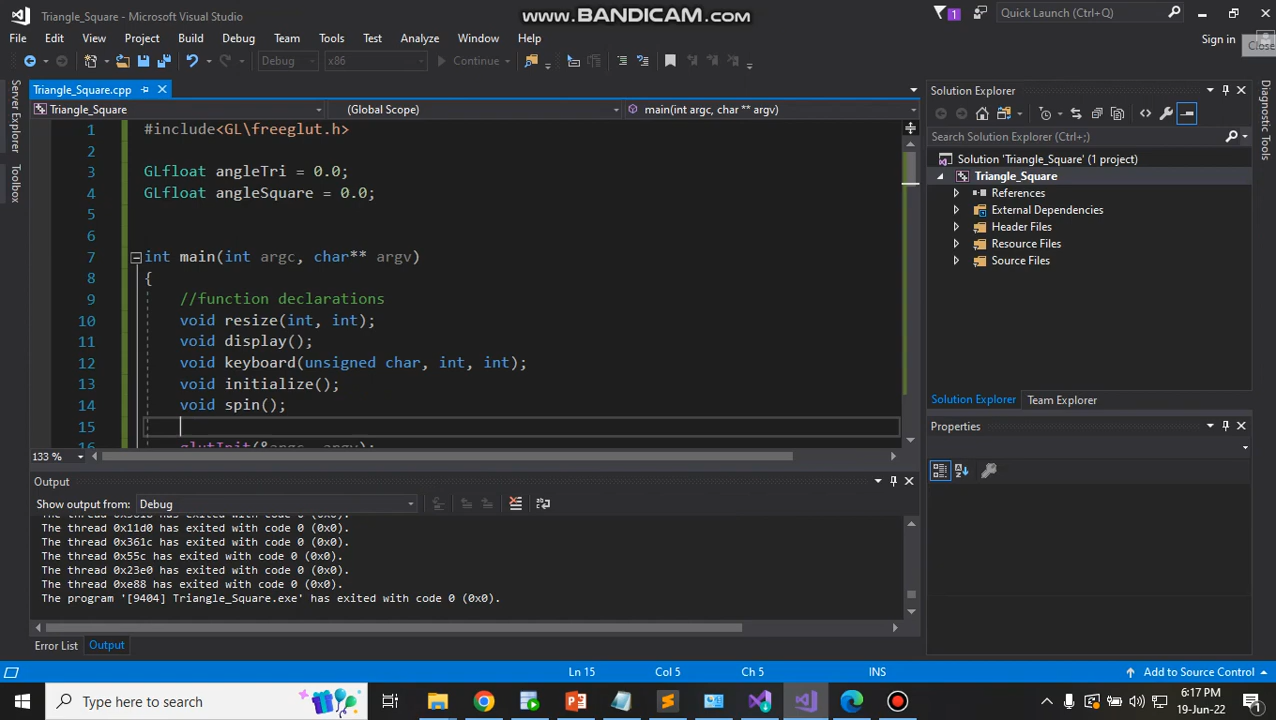 Triangle_Square - Microsoft Visual Studio
www.BANDICAM.com
1
Quick Launch (Ctrl+Q)
File Edit View Project Build Debug Team Tools Test Analyze Window Help
Sign in
Close
Debug x86 Continue
Server Explorer
Toolbox
Triangle_Square.cpp
Triangle_Square (Global Scope) main(int argc, char ** argv)
1 #include<GL\freeglut.h>
2
3 GLfloat angleTri = 0.0;
4 GLfloat angleSquare = 0.0;
5
6
7 int main(int argc, char** argv)
8 {
9 //function declarations
10 void resize(int, int);
11 void display();
12 void keyboard(unsigned char, int, int);
13 void initialize();
14 void spin();
15
16 glutInit(&argc, argv);
133 %
Output
Show output from: Debug
The thread 0x11d0 has exited with code 0 (0x0).
The thread 0x361c has exited with code 0 (0x0).
The thread 0x55c has exited with code 0 (0x0).
The thread 0x23e0 has exited with code 0 (0x0).
The thread 0xe88 has exited with code 0 (0x0).
The program '[9404] Triangle_Square.exe' has exited with code 0 (0x0).
Error List Output
Solution Explorer
Search Solution Explorer (Ctrl+;)
Solution 'Triangle_Square' (1 project)
Triangle_Square
References
External Dependencies
Header Files
Resource Files
Source Files
Solution Explorer Team Explorer
Properties
Diagnostic Tools
Ln 15 Col 5 Ch 5 INS Add to Source Control
Type here to search
6:17 PM
19-Jun-22
1